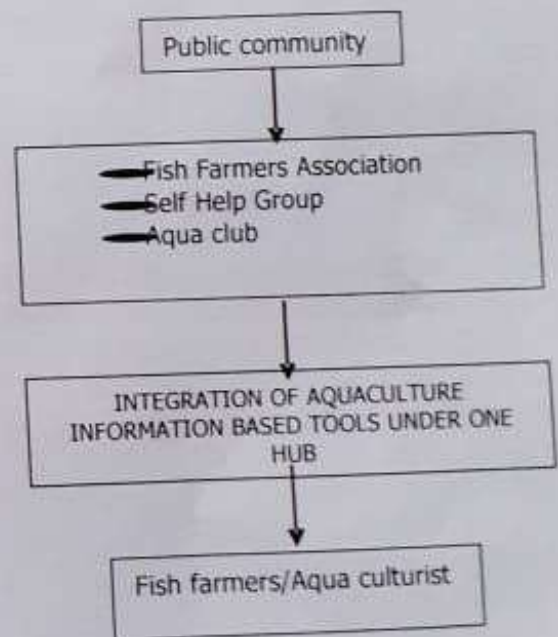 Public community
Fish Farmers Association
Self Help Group
Aqua club
INTEGRATION OF AQUACULTURE
INFORMATION BASED TOOLS UNDER ONE
HUB
Fish farmers/Aqua culturist